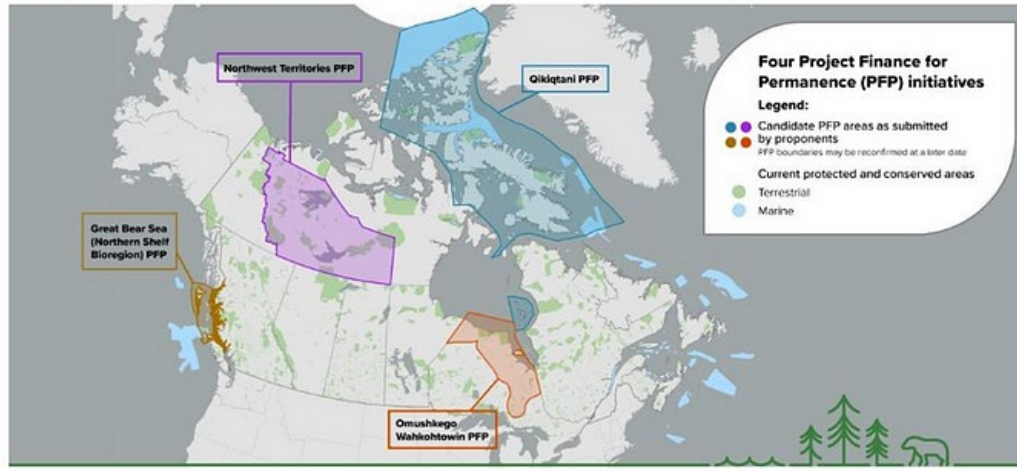 Northwest Territories PFP
Qikiqtani PFP
Four Project Finance for
Permanence (PFP) initiatives
Legend:
Candidate PFP areas as submitted
by proponents
PFP boundaries may be reconfirmed at a later date
Current protected and conserved areas
Terrestrial
Marine
Great Bear Sea
(Northern Shelf
Bioregion) PFP
Omushkego
Wahkohtowin PFP